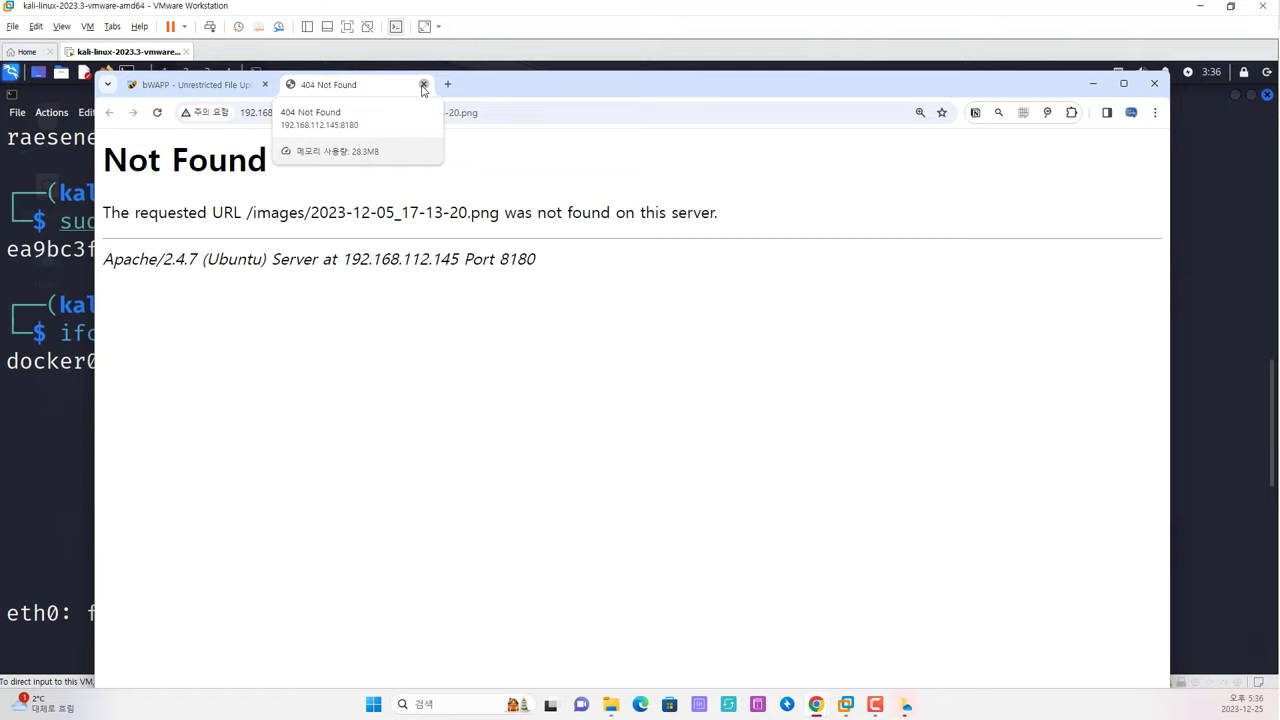 kali-linux-2023.3-vmware-amd64 - VMware Workstation
File Edit View VM Tabs Help
Home kali-linux-2023.3-vmware...
3:36
bWAPP - Unrestricted File Up 404 Not Found
File Actions Edi
주의 요함 192.168 -20.png
404 Not Found
192.168.112.145:8180
메모리 사용량: 28.3MB
raesene
Not Found
The requested URL /images/2023-12-05_17-13-20.png was not found on this server.
(kal
$ sud
ea9bc3f
Apache/2.4.7 (Ubuntu) Server at 192.168.112.145 Port 8180
(kal
$ ifc
docker0
eth0: f
To direct input to this VM,
1
2°C
대체로 흐림
검색
오후 5:36
2023-12-25